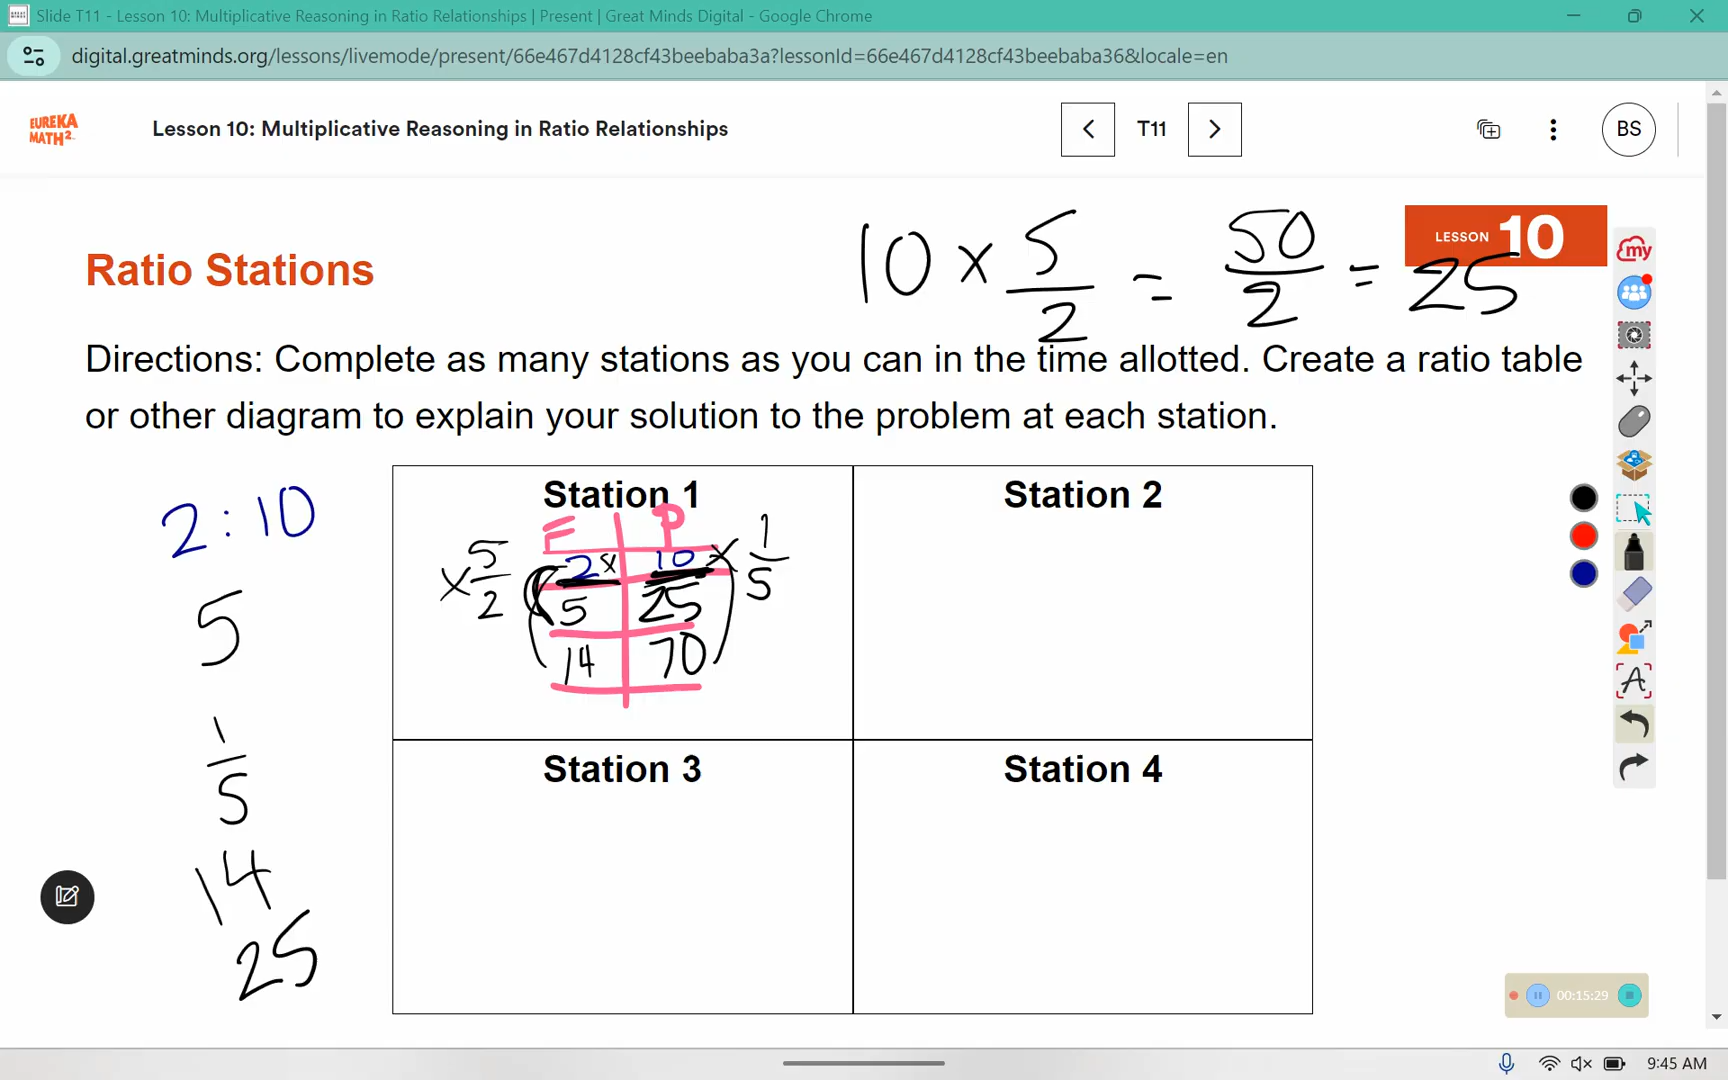 Slide T11 - Lesson 10: Multiplicative Reasoning in Ratio Relationships | Present | Great Minds Digital - Google Chrome
digital.greatminds.org/lessons/livemode/present/66e467d4128cf43beebaba3a?lessonId=66e467d4128cf43beebaba36&locale=en
EUREKA
MATH²
Lesson 10: Multiplicative Reasoning in Ratio Relationships
T11
BS
10 × 5/2 = 50/2 = 25
LESSON 10
my
Ratio Stations
Directions: Complete as many stations as you can in the time allotted. Create a ratio table
or other diagram to explain your solution to the problem at each station.
2:10
5
1/5
14
25
Station 1
F P
× 5/2 2 × 10 × 1/5
5 25
14 70
Station 2
Station 3
Station 4
A
00:15:29
9:45 AM